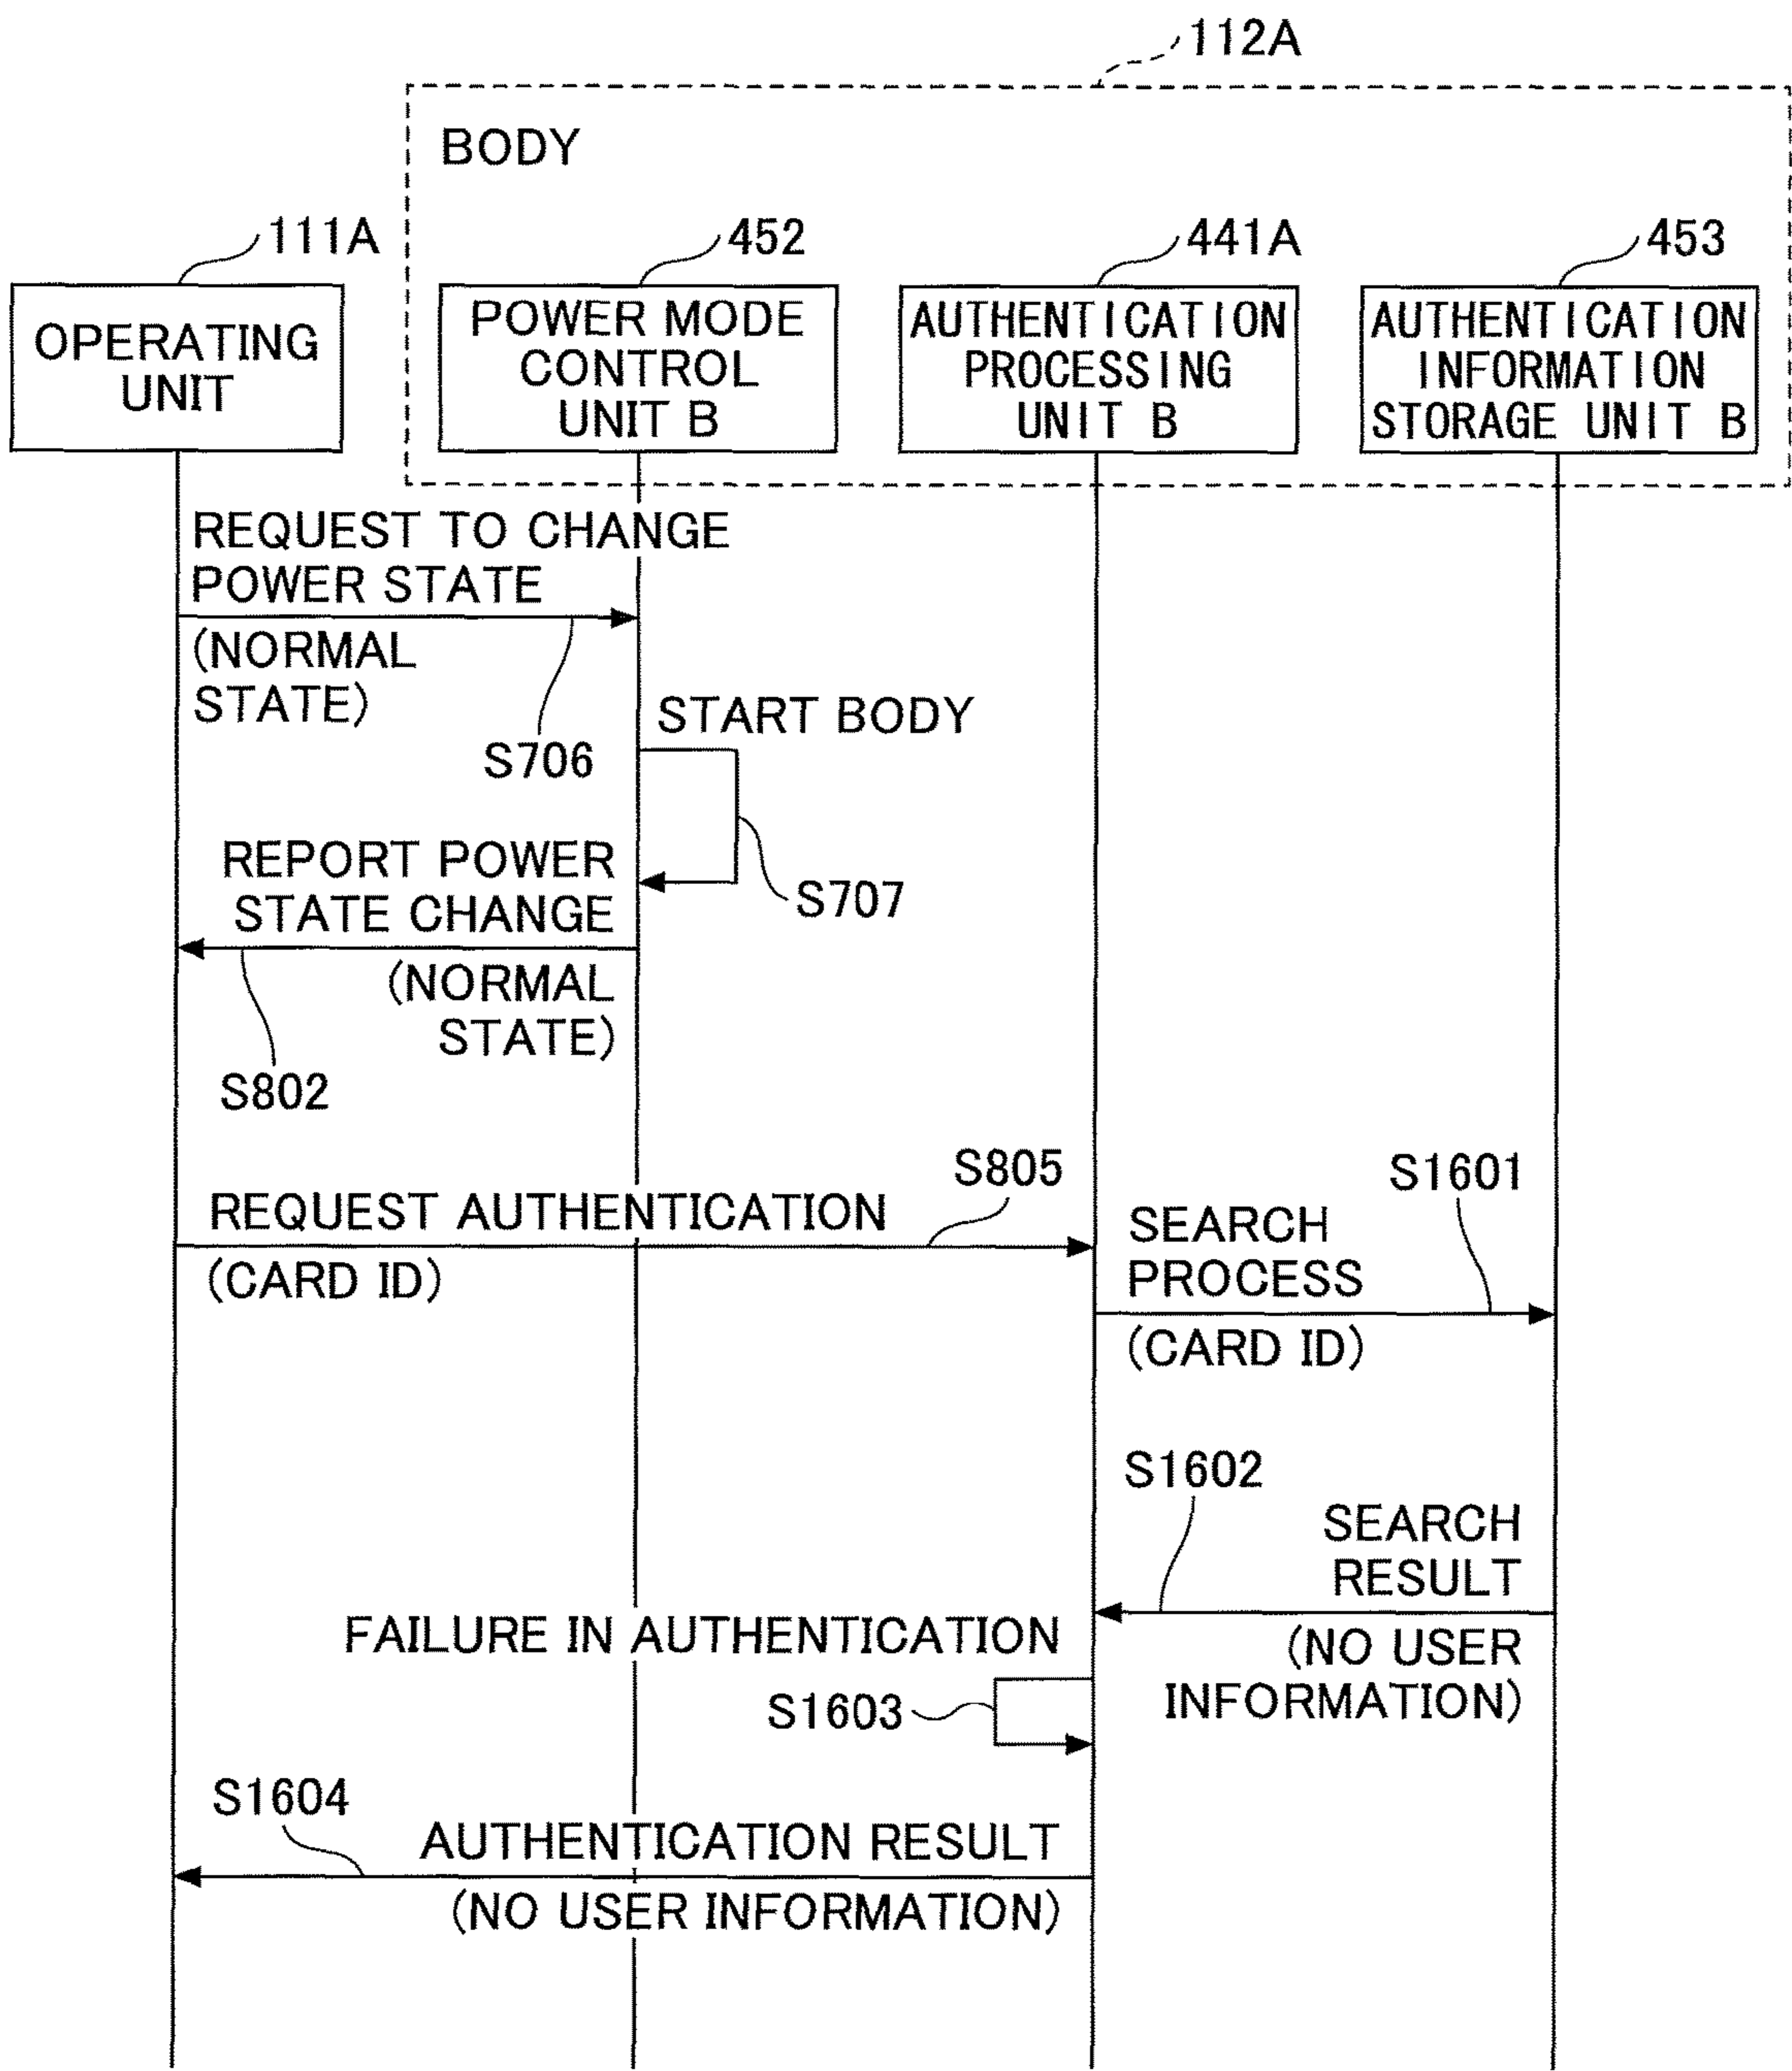 112A
BODY
111A
452
441A
453
OPERATING
UNIT
POWER MODE
CONTROL
UNIT B
AUTHENTICATION
PROCESSING
UNIT B
AUTHENTICATION
INFORMATION
STORAGE UNIT B
REQUEST TO CHANGE
POWER STATE
(NORMAL
STATE)
S706
START BODY
S707
REPORT POWER
STATE CHANGE
(NORMAL
STATE)
S802
S805
REQUEST AUTHENTICATION
(CARD ID)
S1601
SEARCH
PROCESS
(CARD ID)
S1602
SEARCH
RESULT
(NO USER
INFORMATION)
FAILURE IN AUTHENTICATION
S1603
S1604
AUTHENTICATION RESULT
(NO USER INFORMATION)